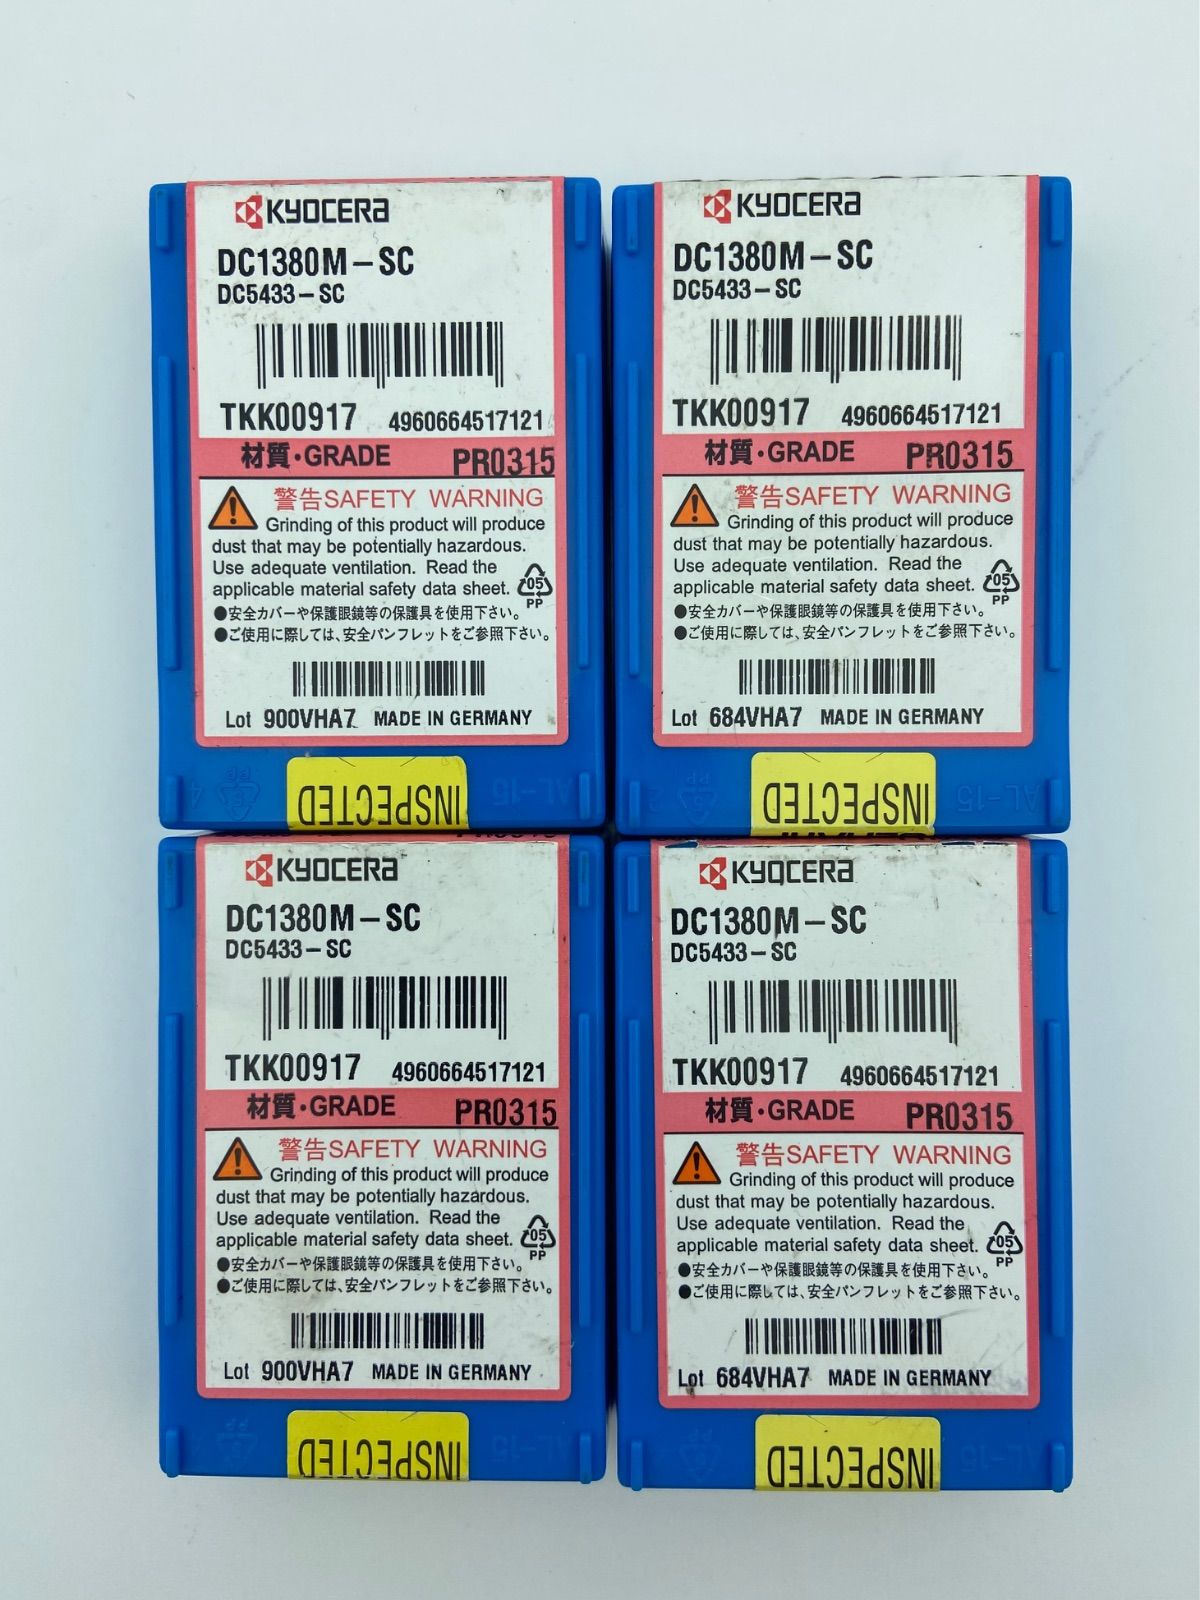 KYOCERA
DC1380M-SC
DC5433-SC
TKK00917 4960664517121
材質・GRADE PR0315
警告SAFETY WARNING
Grinding of this product will produce
dust that may be potentially hazardous.
Use adequate ventilation. Read the
applicable material safety data sheet.
05
PP
●安全カバーや保護眼鏡等の保護具を使用下さい。
●ご使用に際しては、安全パンフレットをご参照下さい。
Lot 900VHA7 MADE IN GERMANY
INSPECTED
AL-15
KYOCERA
DC1380M-SC
DC5433-SC
TKK00917 4960664517121
材質・GRADE PR0315
警告SAFETY WARNING
Grinding of this product will produce
dust that may be potentially hazardous.
Use adequate ventilation. Read the
applicable material safety data sheet.
05
PP
●安全カバーや保護眼鏡等の保護具を使用下さい。
●ご使用に際しては、安全パンフレットをご参照下さい。
Lot 684VHA7 MADE IN GERMANY
INSPECTED
AL-15
KYOCERA
DC1380M-SC
DC5433-SC
TKK00917 4960664517121
材質・GRADE PR0315
警告SAFETY WARNING
Grinding of this product will produce
dust that may be potentially hazardous.
Use adequate ventilation. Read the
applicable material safety data sheet.
05
PP
●安全カバーや保護眼鏡等の保護具を使用下さい。
●ご使用に際しては、安全パンフレットをご参照下さい。
Lot 900VHA7 MADE IN GERMANY
INSPECTED
AL-15
KYOCERA
DC1380M-SC
DC5433-SC
TKK00917 4960664517121
材質・GRADE PR0315
警告SAFETY WARNING
Grinding of this product will produce
dust that may be potentially hazardous.
Use adequate ventilation. Read the
applicable material safety data sheet.
05
PP
●安全カバーや保護眼鏡等の保護具を使用下さい。
●ご使用に際しては、安全パンフレットをご参照下さい。
Lot 684VHA7 MADE IN GERMANY
INSPECTED
AL-15